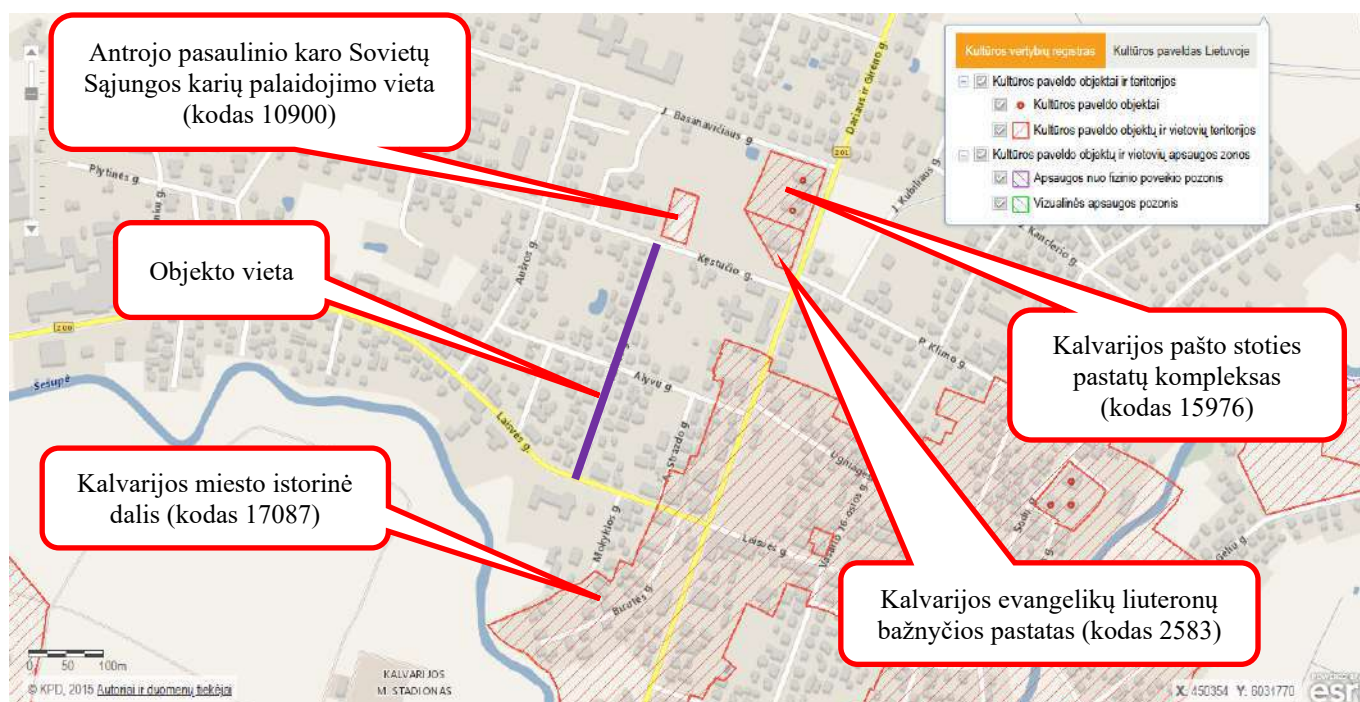 Antrojo pasaulinio karo Sovietų
Sąjungos karių palaidojimo vieta
(kodas 10900)
Kultūros vertybių registras
Kultūros paveldas Lietuvoje
Kultūros paveldo objektai ir teritorijos
Kultūros paveldo objektai
Kultūros paveldo objektų ir vietovių teritorijos
Kultūros paveldo objektų ir vietovių apsaugos zonos
Apsaugos nuo fizinio poveikio pozonis
Vizualinės apsaugos pozonis
Dariaus ir Girėno g.
J. Basanavičiaus g.
201
Plytinės g.
J. Kubiliaus g.
J. Kanclerio g.
Aušros g.
Kęstučio g.
Objekto vieta
200
P. Klimo g.
Kalvarijos pašto stoties
pastatų kompleksas
(kodas 15976)
Šešupė
Alyvų g.
Laisvės g.
A. Strazdo g.
Kalvarijos miesto istorinė
dalis (kodas 17087)
Sodų g.
Mokyklos g.
Vasario 16-osios g.
Laisvės g.
Gėlių g.
Birutės g.
Kalvarijos evangelikų liuteronų
bažnyčios pastatas (kodas 2583)
0 50 100m
KALVARIJOS
M. STADIONAS
© KPD, 2015 Autoriai ir duomenų tiekėjai
X: 450354 Y: 6031770
esri